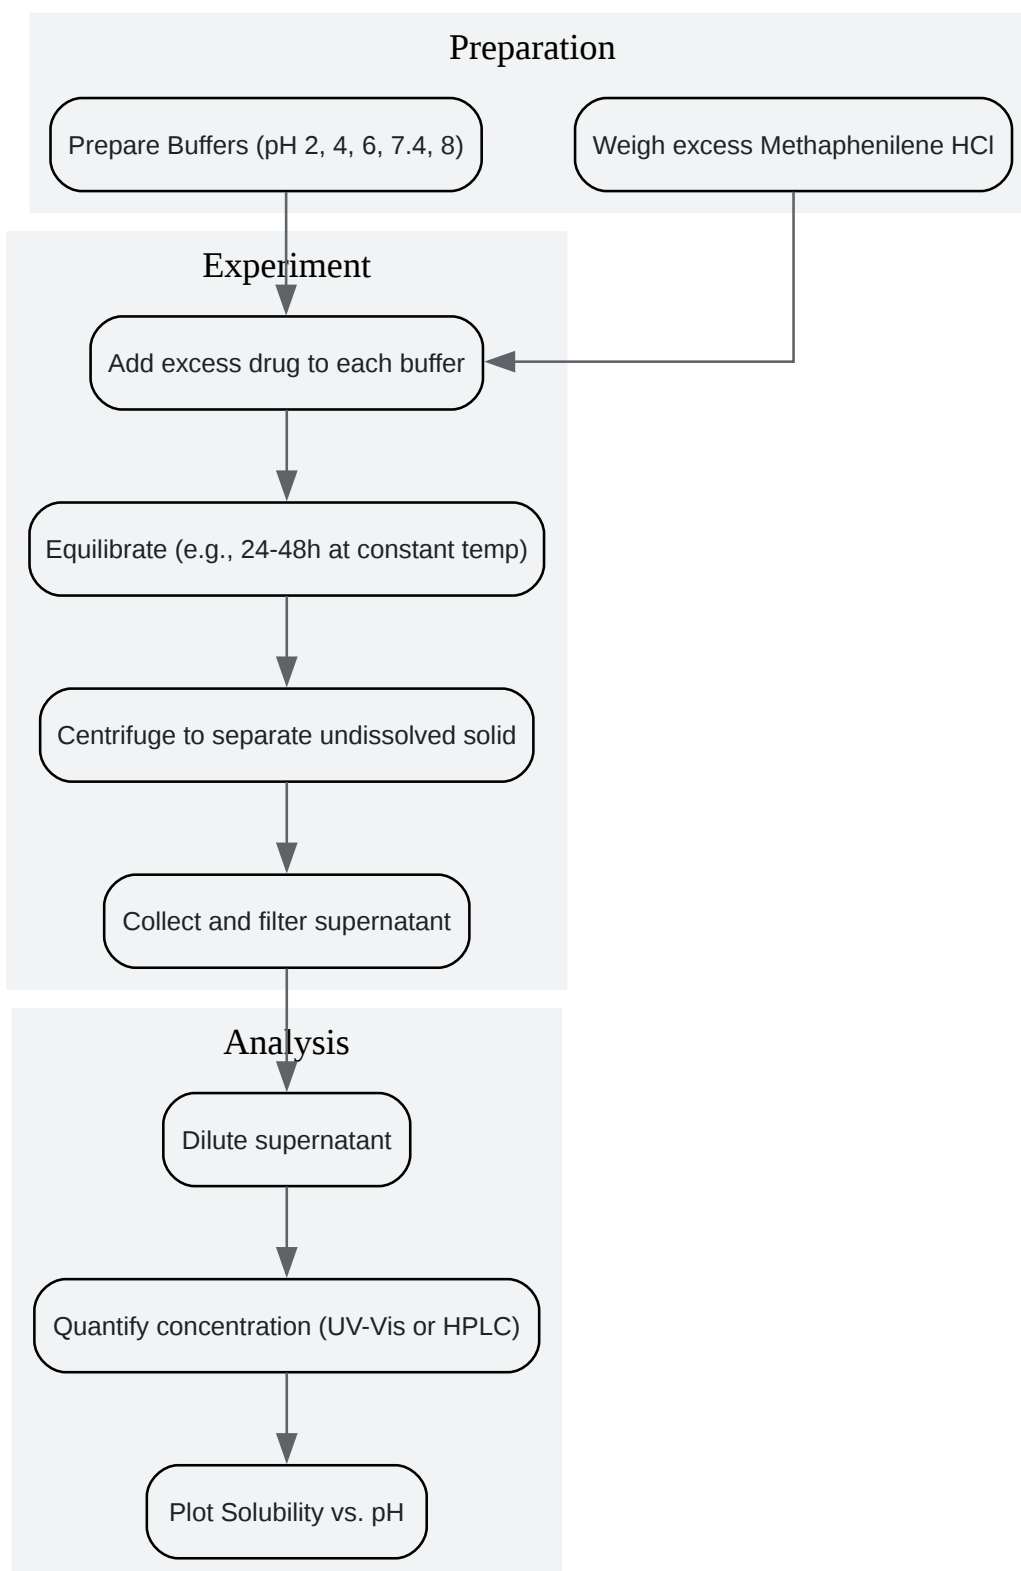 Preparation
Prepare Buffers (pH 2, 4, 6, 7.4, 8)
Weigh excess Methaphenilene HCl
Experiment
Add excess drug to each buffer
Equilibrate (e.g., 24-48h at constant temp)
Centrifuge to separate undissolved solid
Collect and filter supernatant
Analysis
Dilute supernatant
Quantify concentration (UV-Vis or HPLC)
Plot Solubility vs. pH